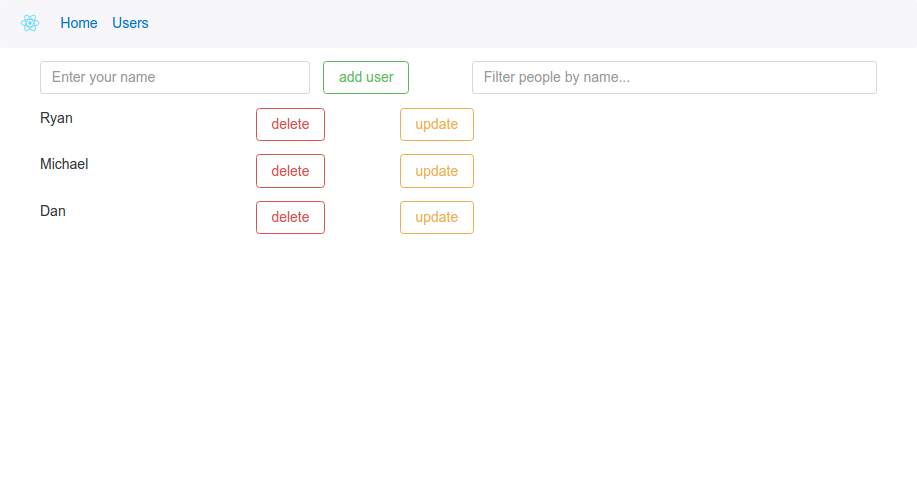 Home Users
Enter your name add user Filter people by name...
Ryan delete update
Michael delete update
Dan delete update